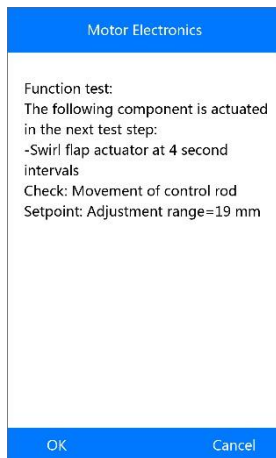 Motor Electronics
Function test:
The following component is actuated
in the next test step:
-Swirl flap actuator at 4 second
intervals
Check: Movement of control rod
Setpoint: Adjustment range=19 mm
OK
Cancel